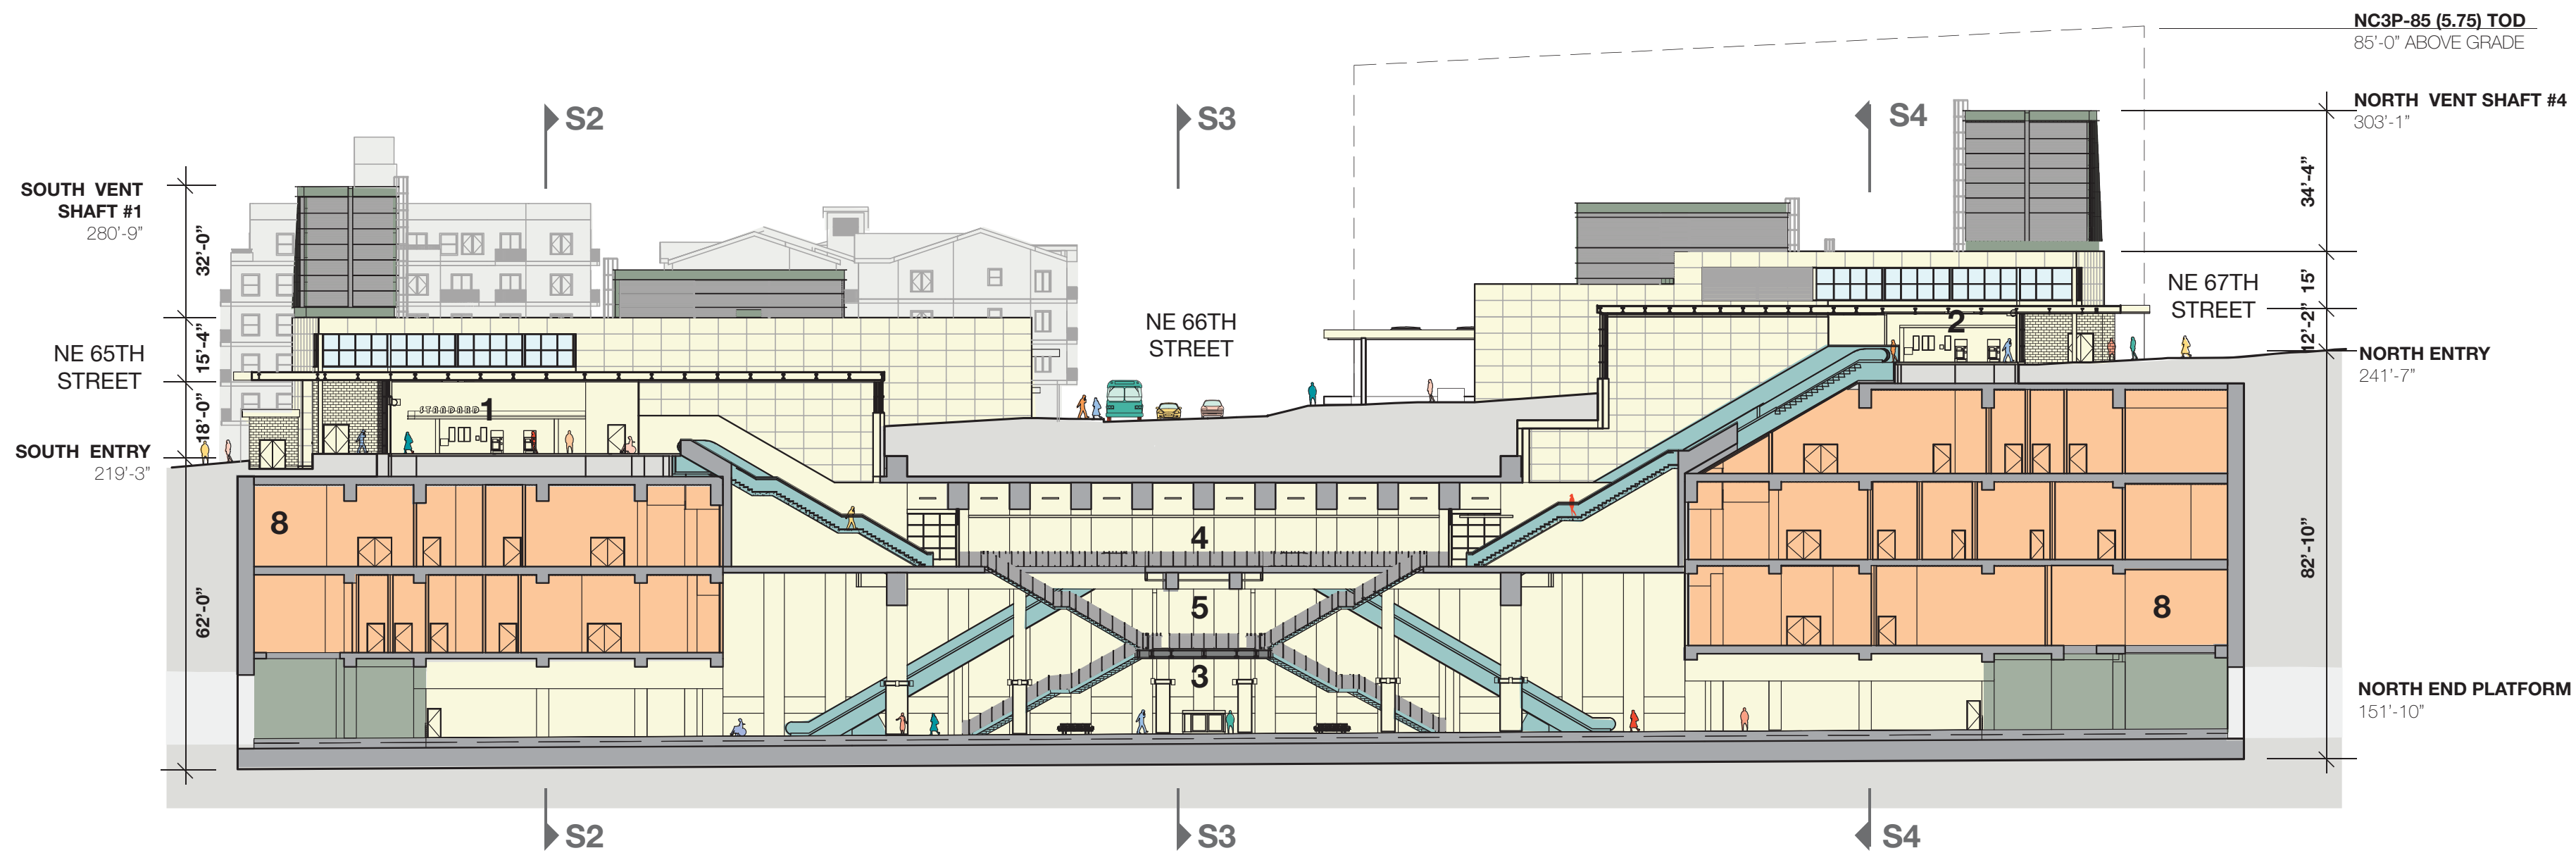 NC3P-85 (5.75) TOD
85’-0” ABOVE GRADE
S2
S3
S4
NORTH VENT SHAFT #4
303’-1”
SOUTH VENT
SHAFT #1
280’-9”
32’-0”
34’-4”
NE 65TH
STREET
15’-4”
NE 66TH
STREET
NE 67TH
STREET
15’
12’-2”
2
NORTH ENTRY
241’-7”
STANDARD
1
18’-0”
SOUTH ENTRY
219’-3”
8
4
82’-10”
62’-0”
5
8
3
NORTH END PLATFORM
151’-10”
S2
S3
S4